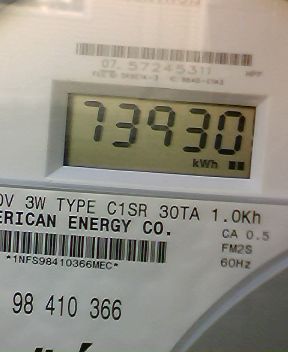 07. 57245311
73930
kWh
0V 3W TYPE C1SR 30TA 1.0Kh
ERICAN ENERGY CO.
CA 0.5
FM2S
*1NFS98410366MEC*
60Hz
98 410 366